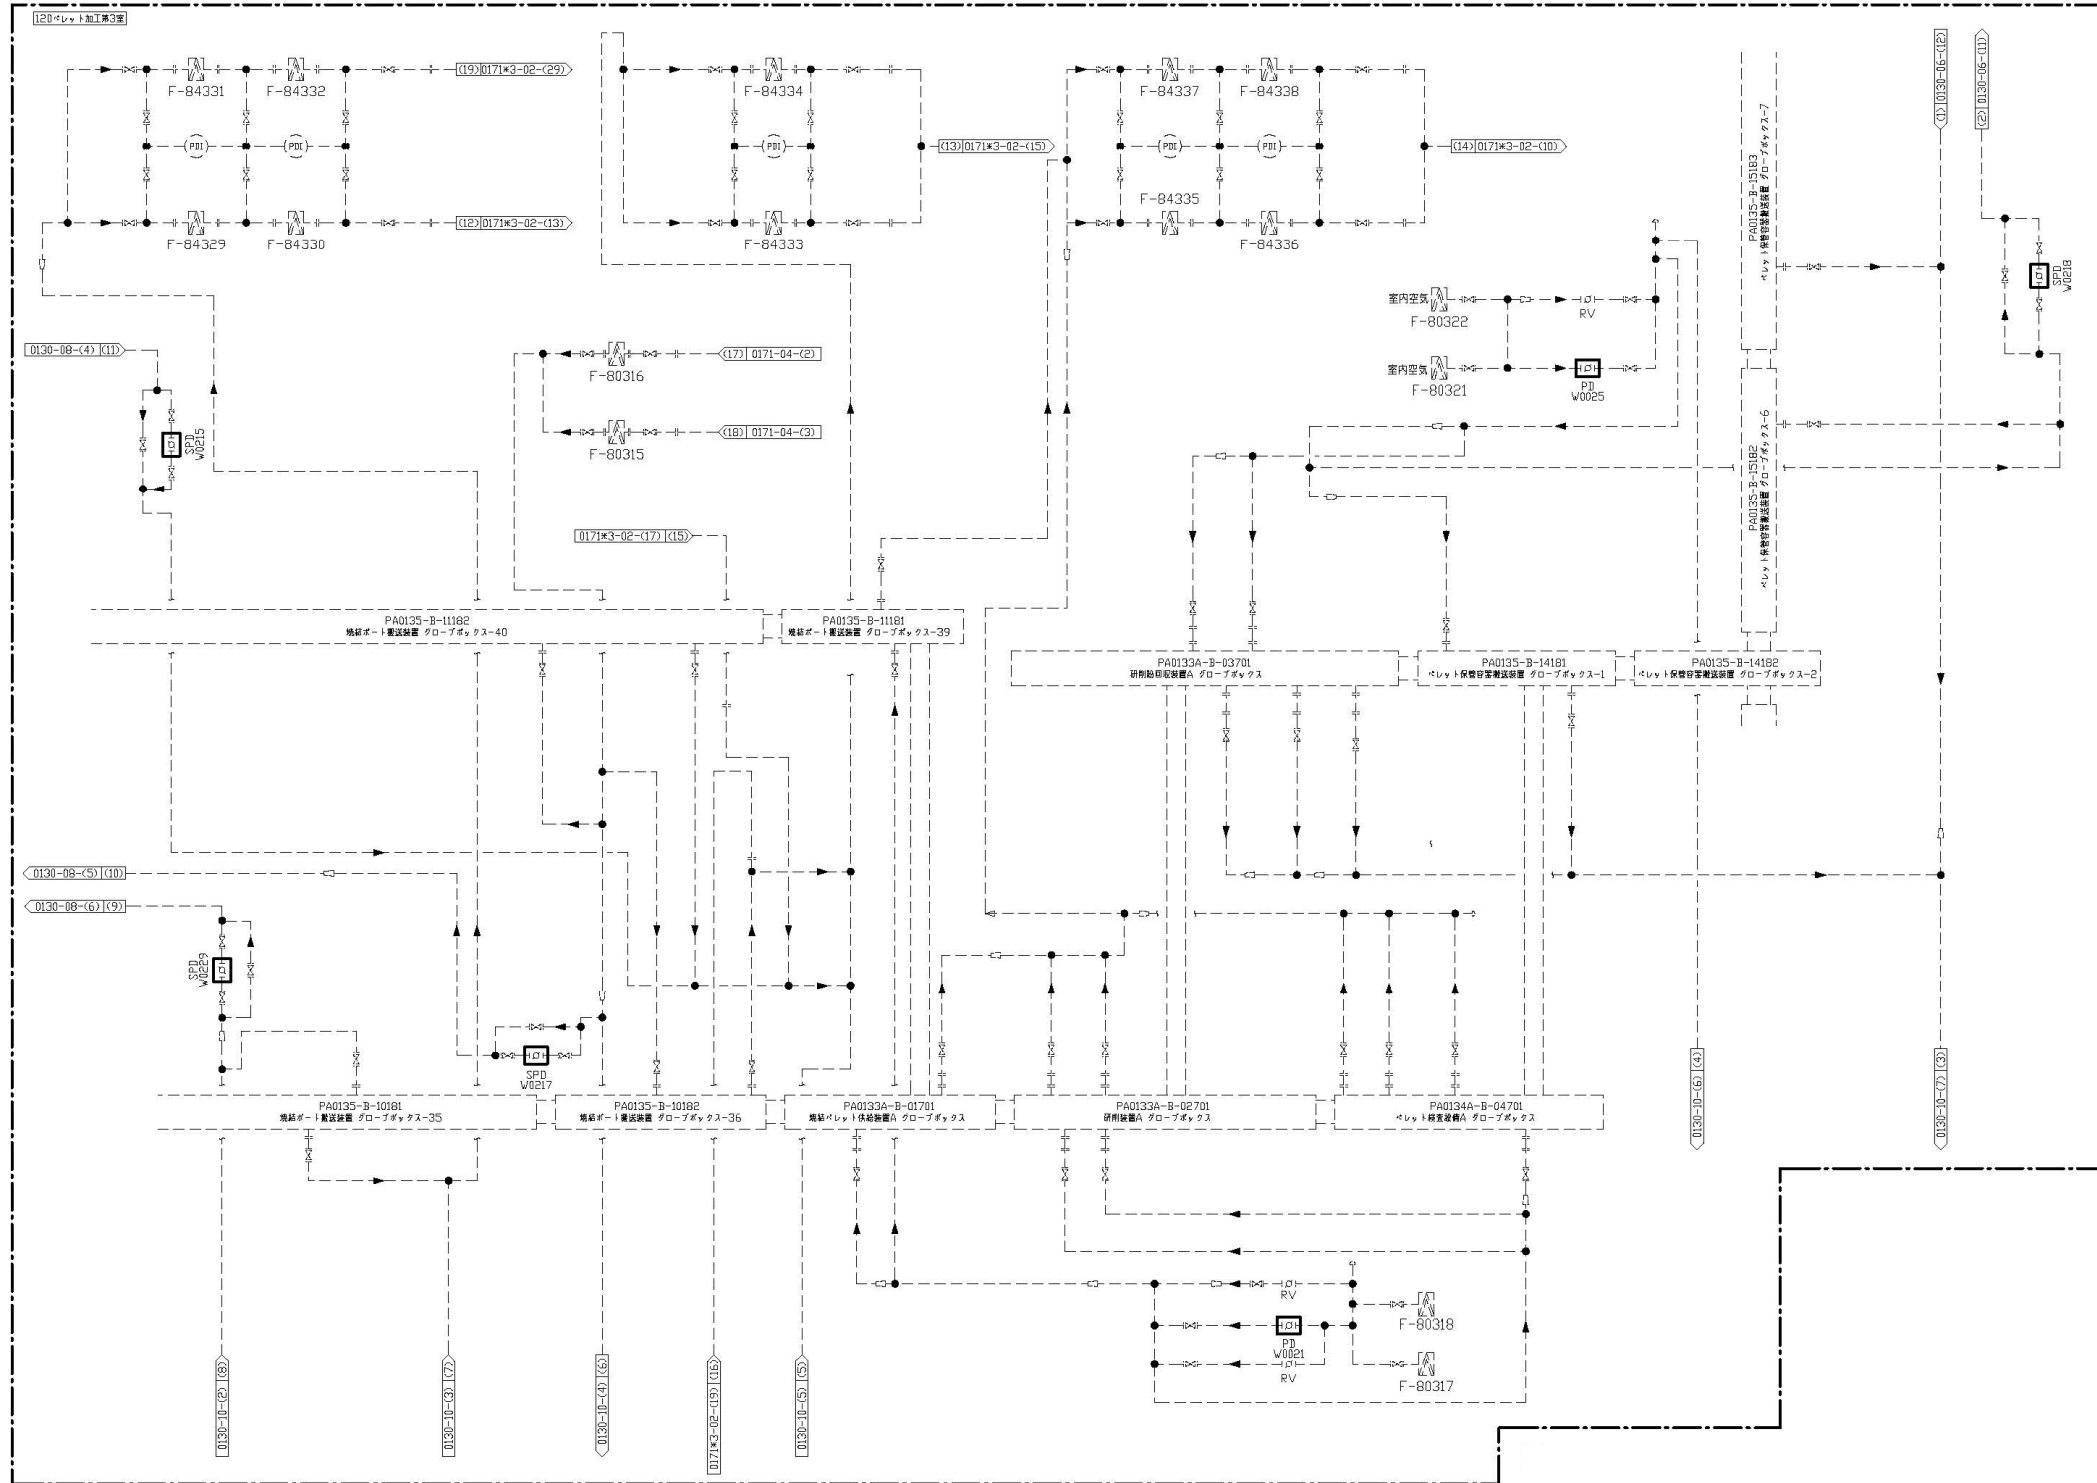 120ペレット加工第3室
F-84331
F-84332
(19) 0171*3-02-(29)
PDI
PDI
F-84329
F-84330
(12) 0171*3-02-(13)
F-84334
PDI
F-84333
(13) 0171*3-02-(15)
F-84337
F-84338
PDI
PDI
F-84335
F-84336
(14) 0171*3-02-(10)
(1) 0130-06-(12)
(2) 0130-06-(11)
PA0135-B-15183
ペレット保管容器搬送装置 グローブボックス-7
SPD
W0218
室内空気
F-80322
RV
室内空気
F-80321
PD
W0025
0130-08-(4) (11)
SPD
W0215
(17) 0171-04-(2)
F-80316
(18) 0171-04-(3)
F-80315
0171*3-02-(17) (15)
PA0135-B-15182
ペレット保管容器搬送装置 グローブボックス-6
PA0135-B-11182
焼結ボート搬送装置 グローブボックス-40
PA0135-B-11181
焼結ボート搬送装置 グローブボックス-39
PA0133A-B-03701
研削粉回収装置A グローブボックス
PA0135-B-14181
ペレット保管容器搬送装置 グローブボックス-1
PA0135-B-14182
ペレット保管容器搬送装置 グローブボックス-2
0130-08-(5) (10)
0130-08-(6) (9)
SPD
W0229
SPD
W0217
PA0135-B-10181
焼結ボート搬送装置 グローブボックス-35
PA0135-B-10182
焼結ボート搬送装置 グローブボックス-36
PA0133A-B-01701
焼結ペレット供給装置A グローブボックス
PA0133A-B-02701
研削装置A グローブボックス
PA0134A-B-04701
ペレット検査設備A グローブボックス
0130-10-(6) (4)
0130-10-(7) (3)
RV
F-80318
PD
W0021
RV
F-80317
0130-10-(2) (8)
0130-10-(3) (7)
0130-10-(4) (6)
0171*3-02-(19) (16)
0130-10-(5) (5)